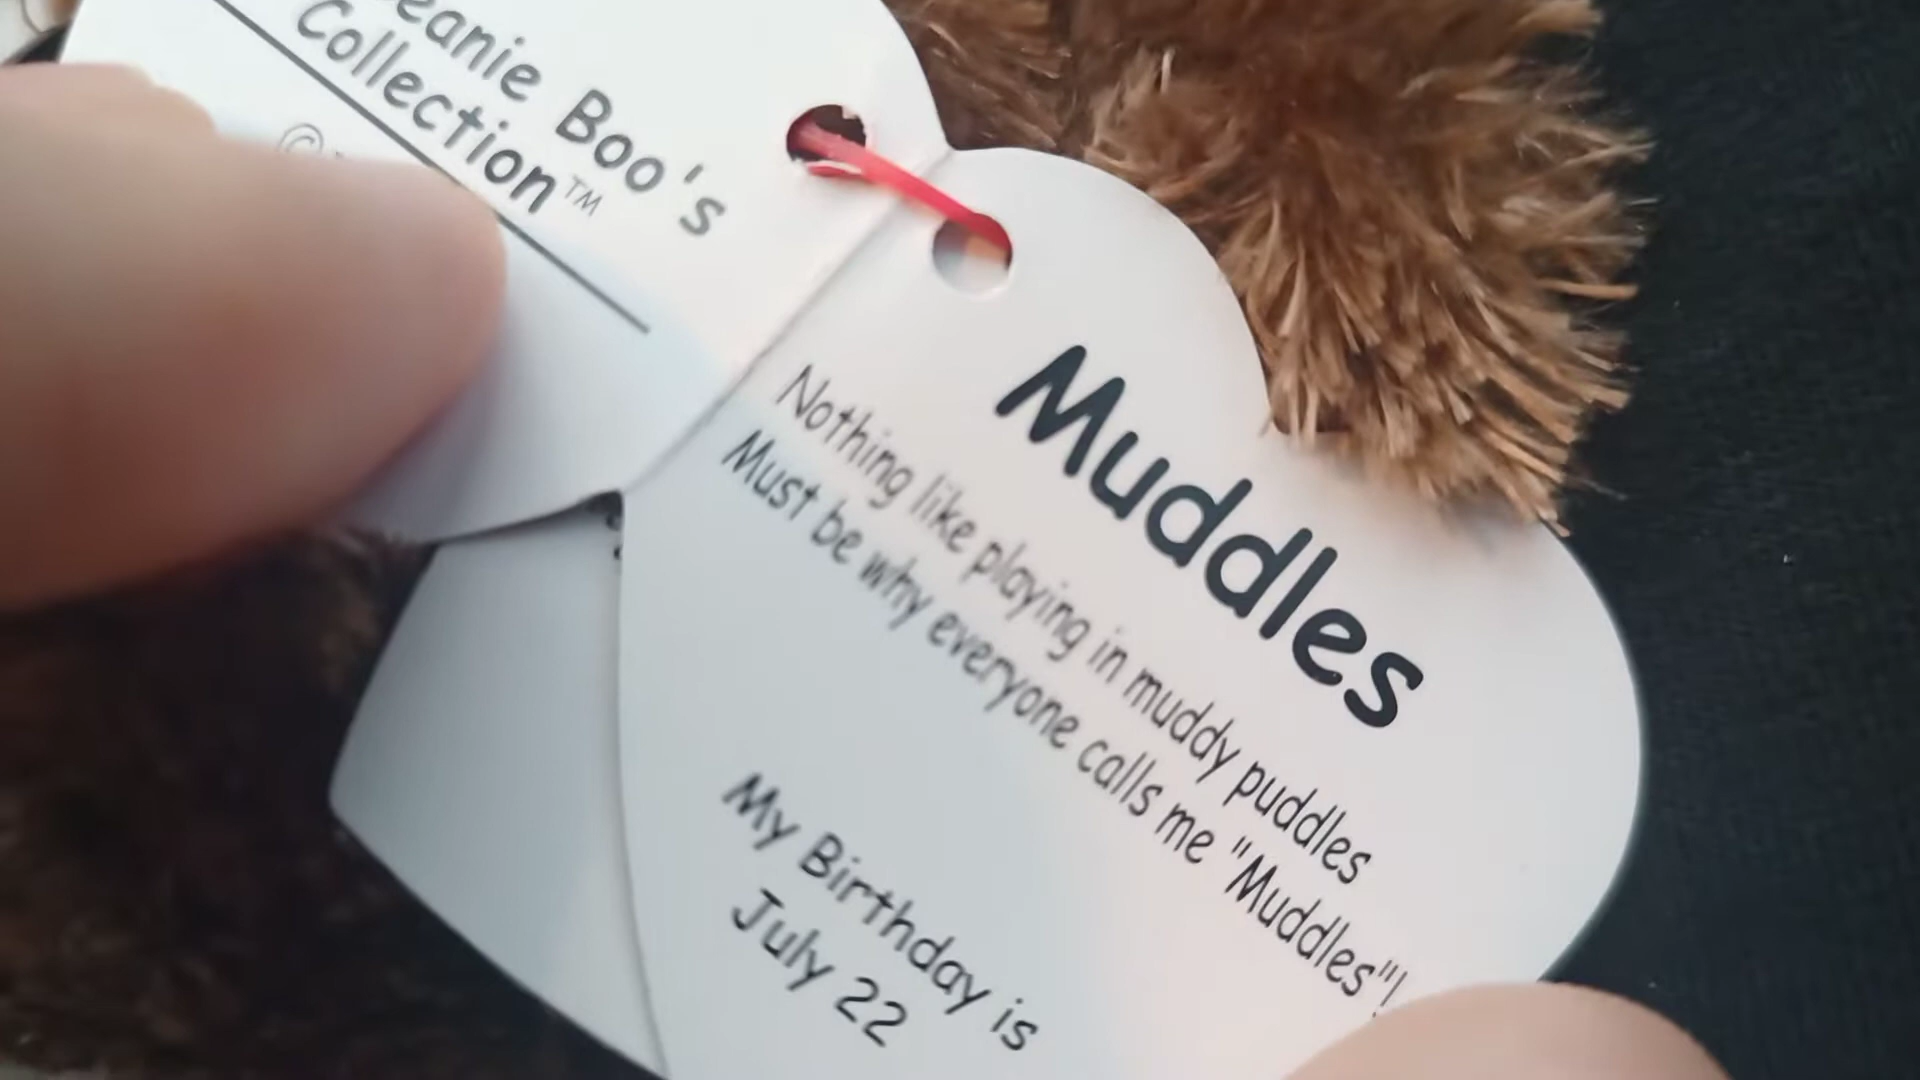 Beanie Boo's
Collection™
©
Muddles
Nothing like playing in muddy puddles
Must be why everyone calls me "Muddles"!
My Birthday is
July 22